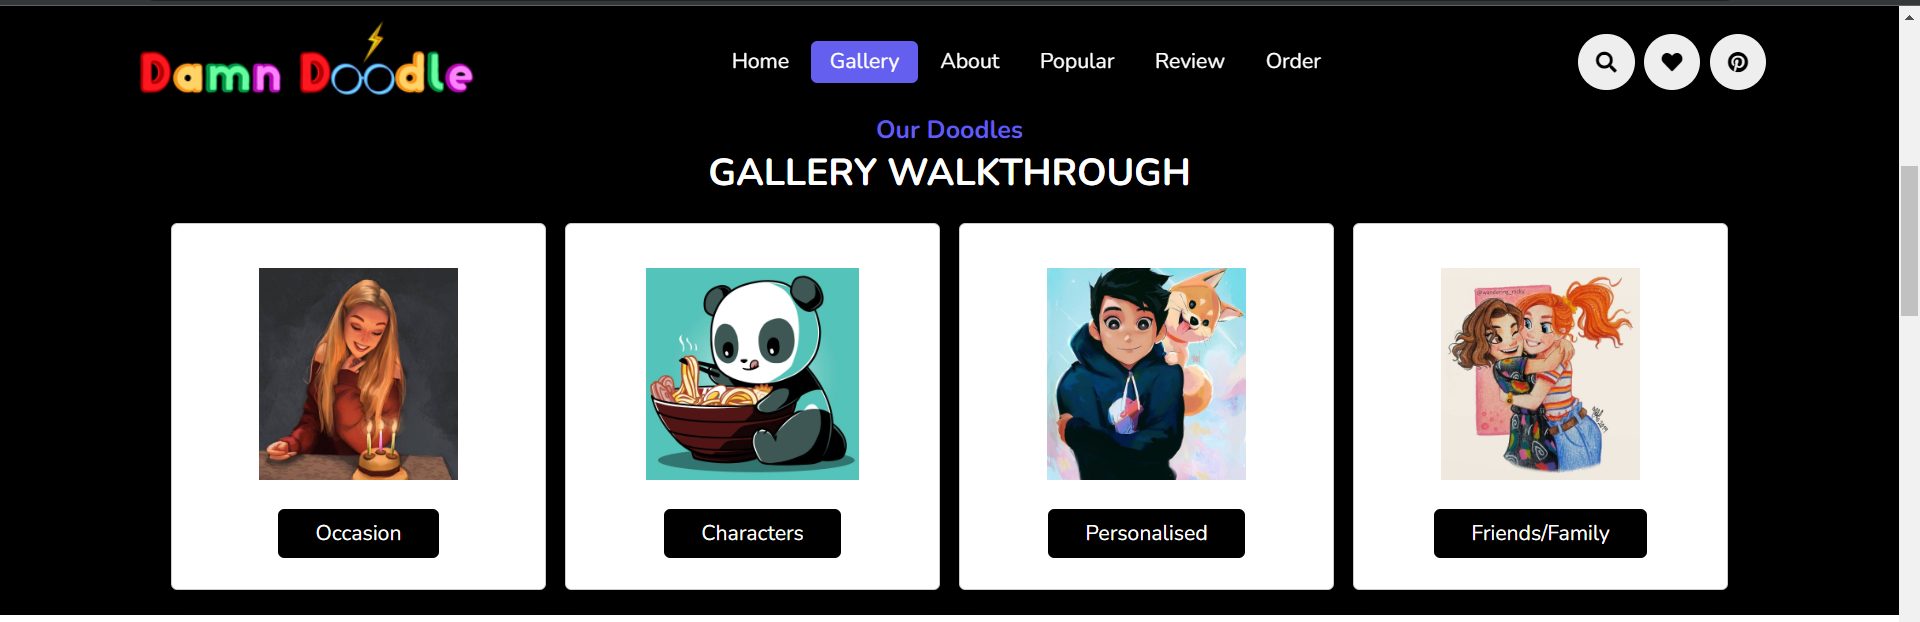 Damn Doodle
Home Gallery About Popular Review Order
Our Doodles
GALLERY WALKTHROUGH
Occasion
Characters
Personalised
Friends/Family